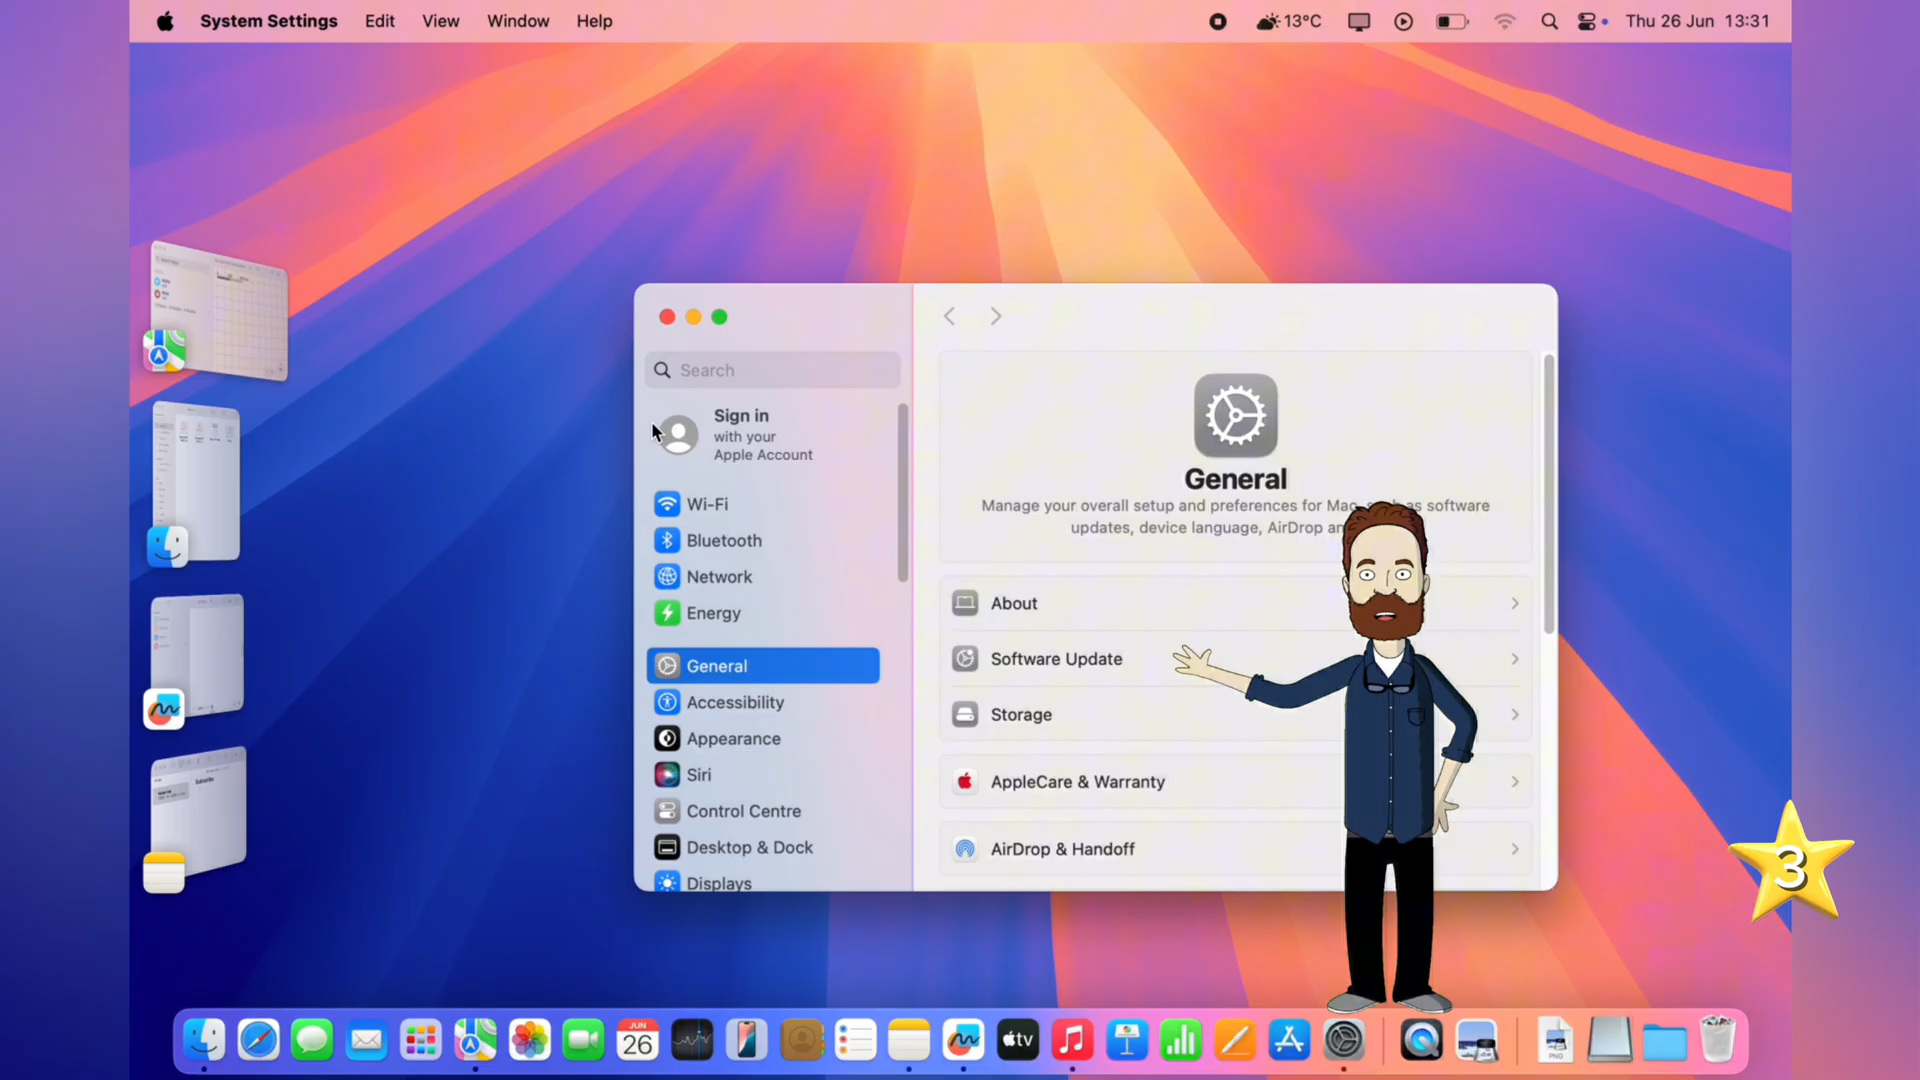 System Settings Edit View Window Help 13°C Thu 26 Jun 13:31
Search
Sign in
with your
Apple Account
Wi-Fi
Bluetooth
Network
Energy
General
Accessibility
Appearance
Siri
Control Centre
Desktop & Dock
Displays
General
Manage your overall setup and preferences for Mac, as software
updates, device language, AirDrop
About
Software Update
Storage
AppleCare & Warranty
AirDrop & Handoff
Subscribe
3
JUN
26
tv
PNG